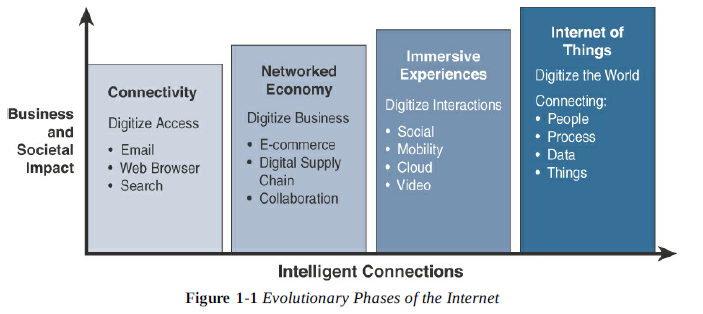 Business
and
Societal
Impact
Connectivity
Digitize Access
• Email
• Web Browser
• Search
Networked
Economy
Digitize Business
• E-commerce
• Digital Supply
Chain
• Collaboration
Immersive
Experiences
Digitize Interactions
• Social
• Mobility
• Cloud
• Video
Internet of
Things
Digitize the World
Connecting:
• People
• Process
• Data
• Things
Intelligent Connections
Figure 1-1 Evolutionary Phases of the Internet